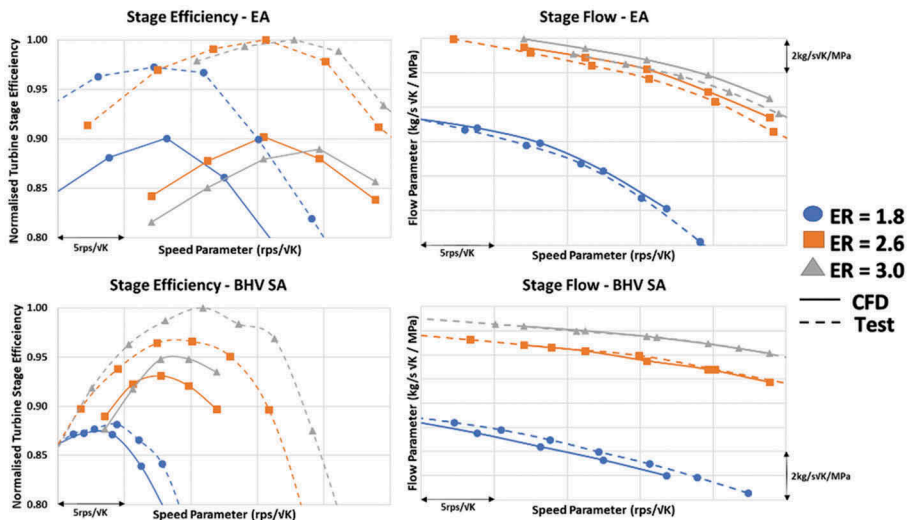 Stage Efficiency - EA
Normalised Turbine Stage Efficeiency
1.00
0.95
0.90
0.85
0.80
5rps/√K
Speed Parameter (rps/√K)
Stage Flow - EA
Flow Parameter (kg/s √K / MPa)
2kg/s√K/MPa
5rps/√K
Speed Parameter (rps/√K)
Stage Efficiency - BHV SA
Normalised Turbine Stage Efficeiency
1.00
0.95
0.90
0.85
0.80
5rps/√K
Speed Parameter (rps/√K)
Stage Flow - BHV SA
Flow Parameter (kg/s √K / MPa)
2kg/s√K/MPa
5rps/√K
Speed Parameter (rps/√K)
ER = 1.8
ER = 2.6
ER = 3.0
CFD
Test